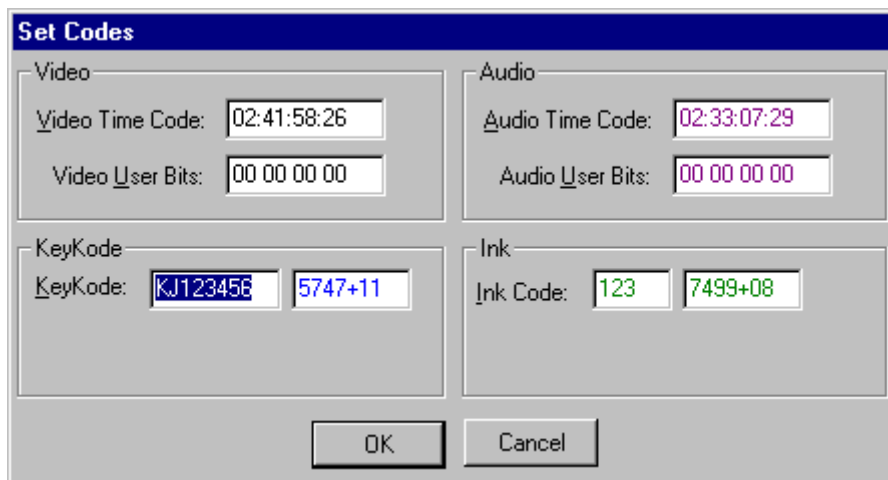 Set Codes
Video
Video Time Code: 02:41:58:26
Video User Bits: 00 00 00 00
Audio
Audio Time Code: 02:33:07:29
Audio User Bits: 00 00 00 00
KeyKode
KeyKode: KJ123456 5747+11
Ink
Ink Code: 123 7499+08
OK
Cancel